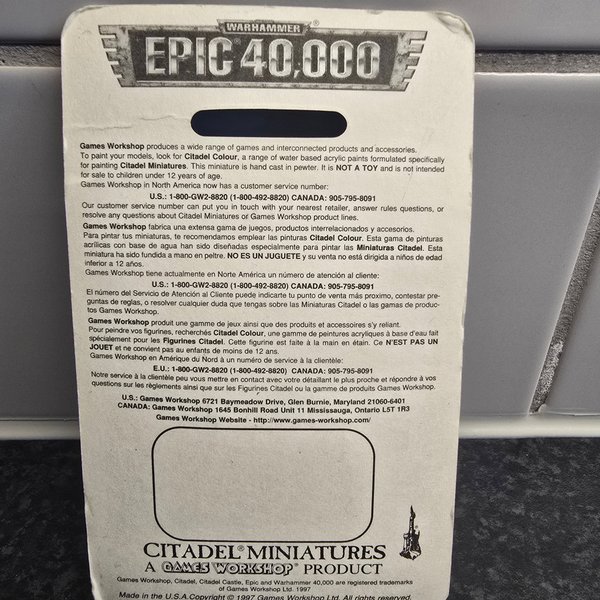 WARHAMMER®
EPIC 40,000
Games Workshop produces a wide range of games and interconnected products and accessories.
To paint your models, look for Citadel Colour, a range of water based acrylic paints formulated specifically
for painting Citadel Miniatures. This miniature is hand cast in pewter. It is NOT A TOY and is not intended
for sale to children under 12 years of age.
Games Workshop in North America now has a customer service number:
U.S.: 1-800-GW2-8820 (1-800-492-8820) CANADA: 905-795-8091
Our customer service number can put you in touch with your nearest retailer, answer rules questions, or
resolve any questions about Citadel Miniatures or Games Workshop product lines.
Games Workshop fabrica una extensa gama de juegos, productos interrelacionados y accesorios.
Para pintar tus miniaturas, te recomendamos emplear las pinturas Citadel Colour. Esta gama de pinturas
acrílicas con base de agua han sido diseñadas especialmente para pintar las Miniaturas Citadel. Esta
miniatura ha sido fundida a mano en peltre. NO ES UN JUGUETE y su venta no está dirigida a niños de edad
inferior a 12 años.
Games Workshop tiene actualmente en Norte América un número de atención al cliente:
U.S.: 1-800-GW2-8820 (1-800-492-8820) CANADA: 905-795-8091
El número del Servicio de Atención al Cliente puede indicarte tu punto de venta más proximo, contestar pre-
guntas de reglas, o resolver cualquier duda que tengas sobre las Miniaturas Citadel o las gamas de produc-
tos Games Workshop.
Games Workshop produit une gamme de jeux ainsi que des produits et accessoires s'y reliant.
Pour peindre vos figurines, recherchés Citadel Colour, une gamme de peintures acryliques à base d'eau fait
spécialement pour les Figurines Citadel. Cette figurine est faite à la main en étain. Ce N'EST PAS UN
JOUET et ne convient pas au enfants de moins de 12 ans.
Games Workshop en Amérique du Nord à un numéro de service à la clientèle:
E.U.: 1-800-GW2-8820 (1-800-492-8820) CANADA: 905-795-8091
Notre service à la clientèle peu vous mettre en contact avec votre détaillant le plus proche et répondre à vos
questions sur les règlements ainsi que sur les Figurines Citadel ou la gamme de produits Games Workshop.
U.S.: Games Workshop 6721 Baymeadow Drive, Glen Burnie, Maryland 21060-6401
CANADA: Games Workshop 1645 Bonhill Road Unit 11 Mississauga, Ontario L5T 1R3
Games Workshop Website - http://www.games-workshop.com/
CITADEL® MINIATURES
A GAMES WORKSHOP® PRODUCT
Games Workshop, Citadel, Citadel Castle, Epic and Warhammer 40,000 are registered trademarks
of Games Workshop Ltd. 1997
Made in the U.S.A. Copyright © 1997 Games Workshop Ltd. All rights reserved.